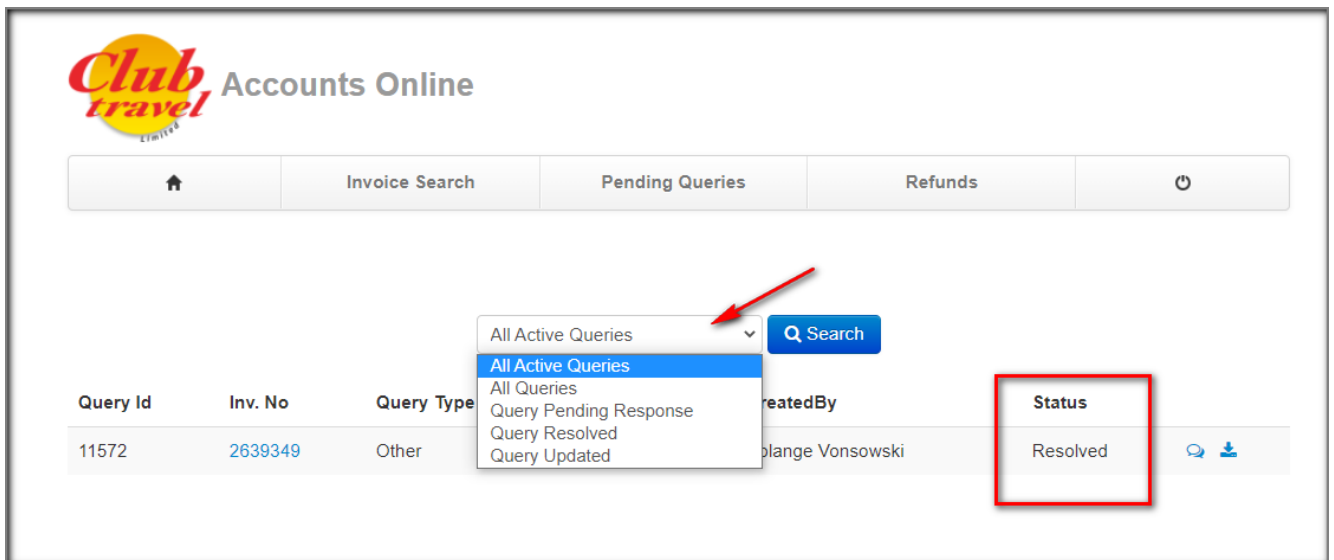 Club
travel
Limited
Accounts Online
Invoice Search Pending Queries Refunds
All Active Queries Search
All Active Queries
All Queries
Query Pending Response
Query Resolved
Query Updated
Query Id Inv. No Query Type reatedBy Status
11572 2639349 Other olange Vonsowski Resolved